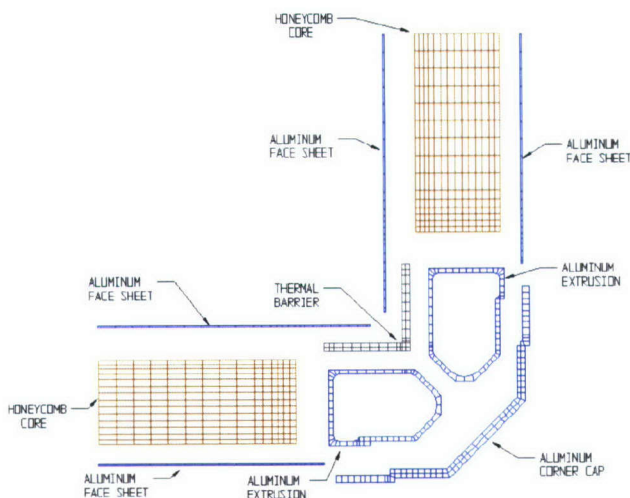 HONEYCOMB
CORE
ALUMINUM
FACE SHEET
ALUMINUM
FACE SHEET
ALUMINUM
FACE SHEET
THERMAL
BARRIER
ALUMINUM
EXTRUSION
HONEYCOMB
CORE
ALUMINUM
FACE SHEET
ALUMINUM
EXTRUSION
ALUMINUM
CORNER CAP